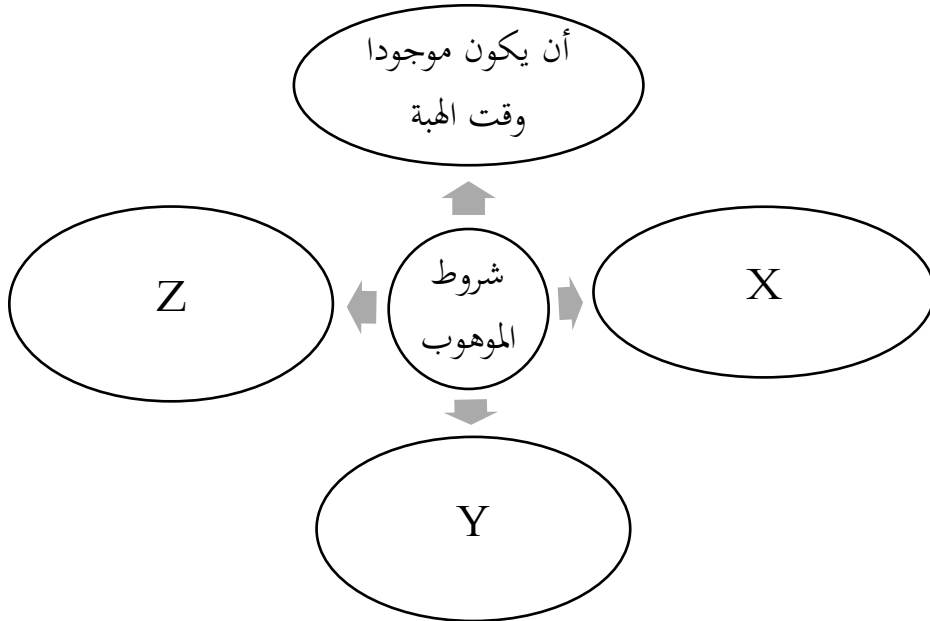 أن يكون موجودا
وقت الهبة
Z
شروط
الموهوب
X
Y